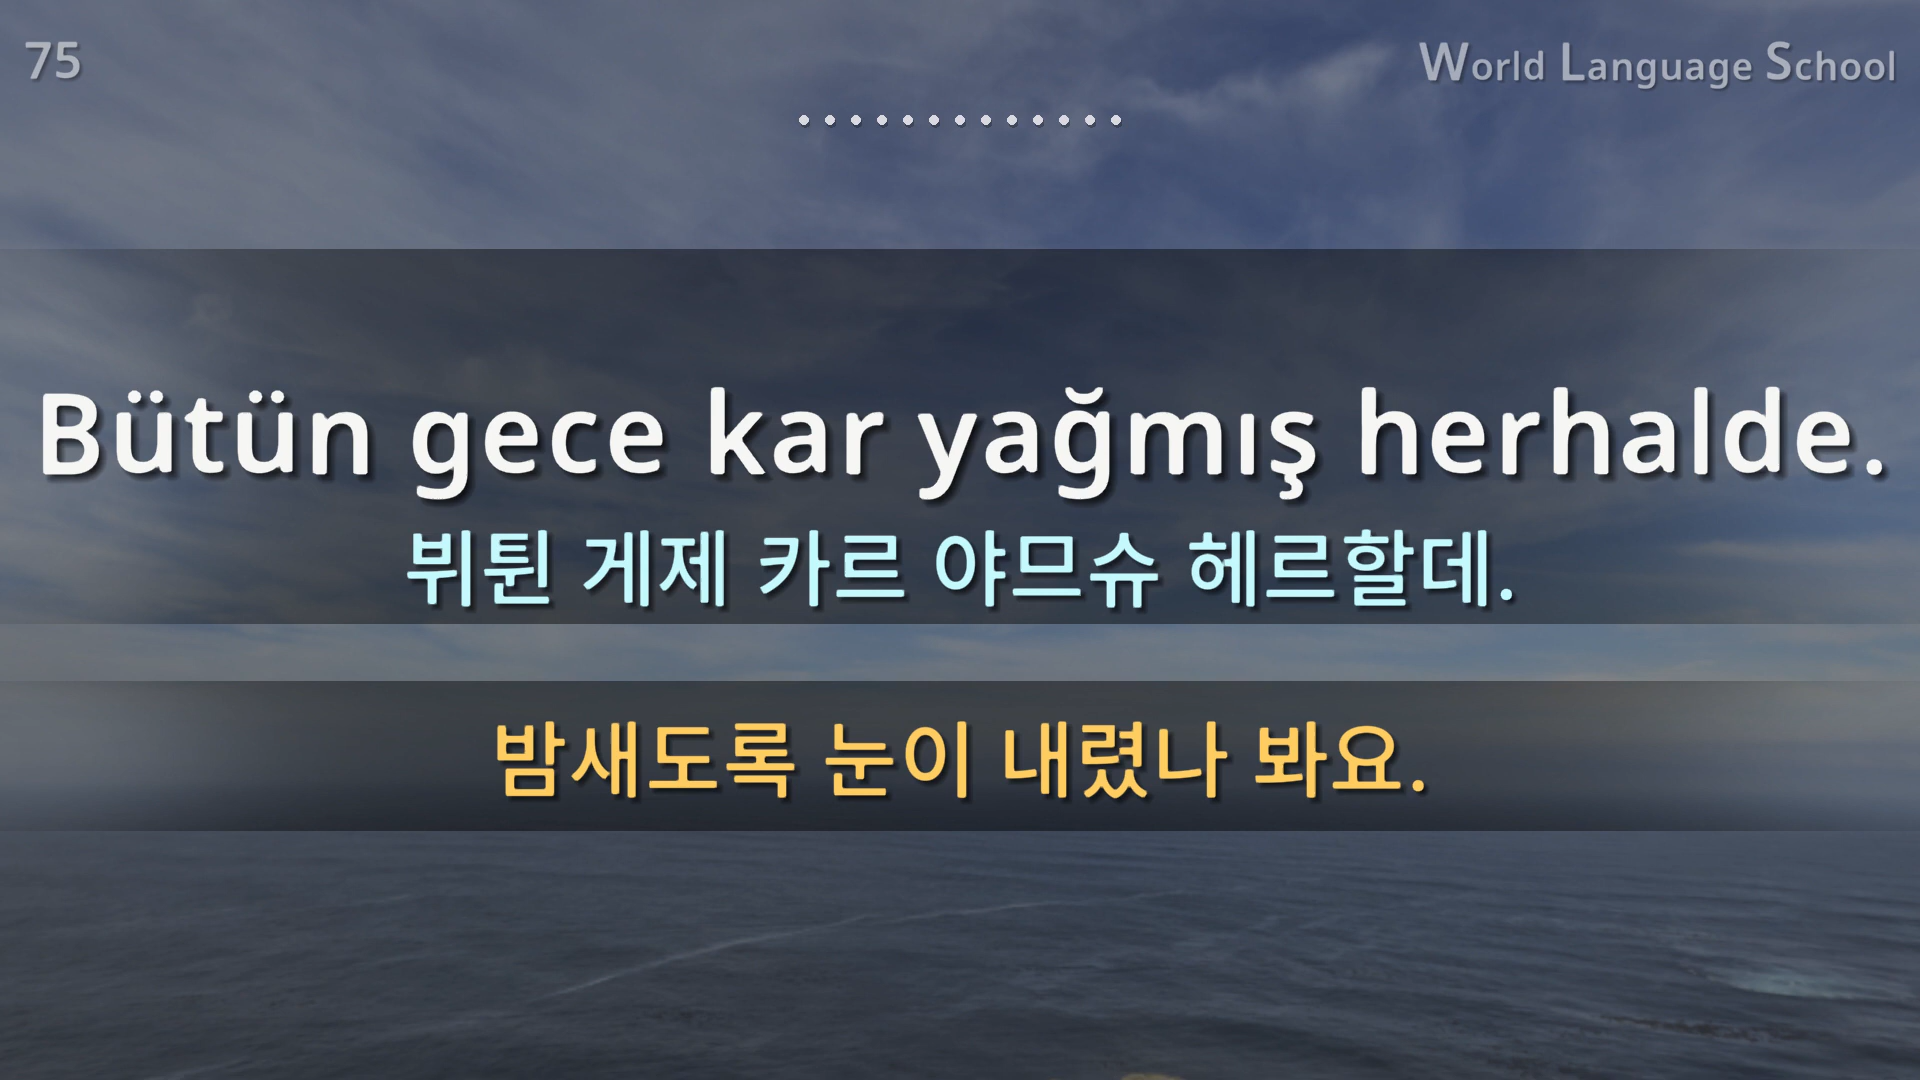 75
World Language School
Bütün gece kar yağmış herhalde.
뷔튄 게제 카르 야므슈 헤르할데.
밤새도록 눈이 내렸나 봐요.